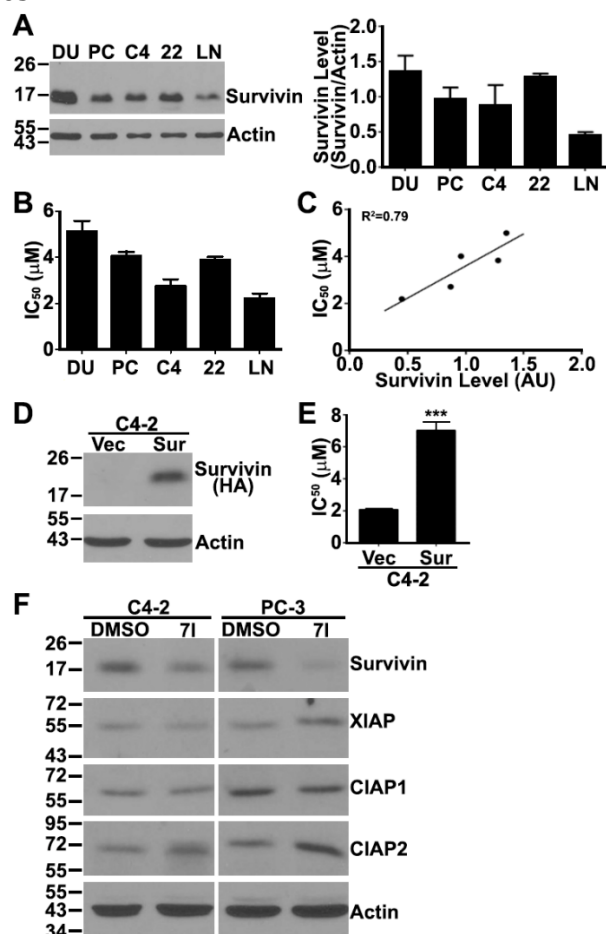 A
DU PC C4 22 LN
26
17
Survivin
55
43
Actin
Survivin Level
(Survivin/Actin)
2.0
1.5
1.0
0.5
0.0
DU PC C4 22 LN
B
IC50 (µM)
6
4
2
0
DU PC C4 22 LN
C
R²=0.79
IC50 (µM)
6
4
2
0
0.0 0.5 1.0 1.5 2.0
Survivin Level (AU)
D
C4-2
Vec Sur
26
17
Survivin
(HA)
55
43
Actin
E
IC⁵⁰ (µM)
8
6
4
2
0
***
Vec Sur
C4-2
F
C4-2 PC-3
DMSO 7I DMSO 7I
26
17
Survivin
72
55
43
XIAP
72
55
CIAP1
95
72
55
CIAP2
55
43
34
Actin